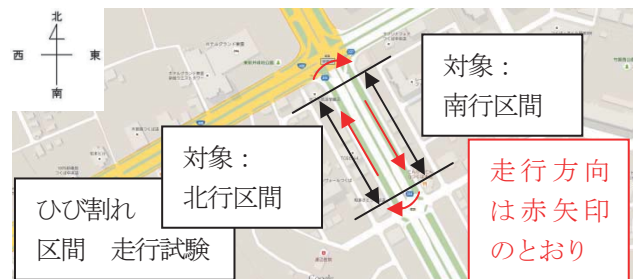 北
西 東
南
対象：
南行区間
対象：
北行区間
走行方向
は赤矢印
のとおり
ひび割れ
区間 走行試験
Google